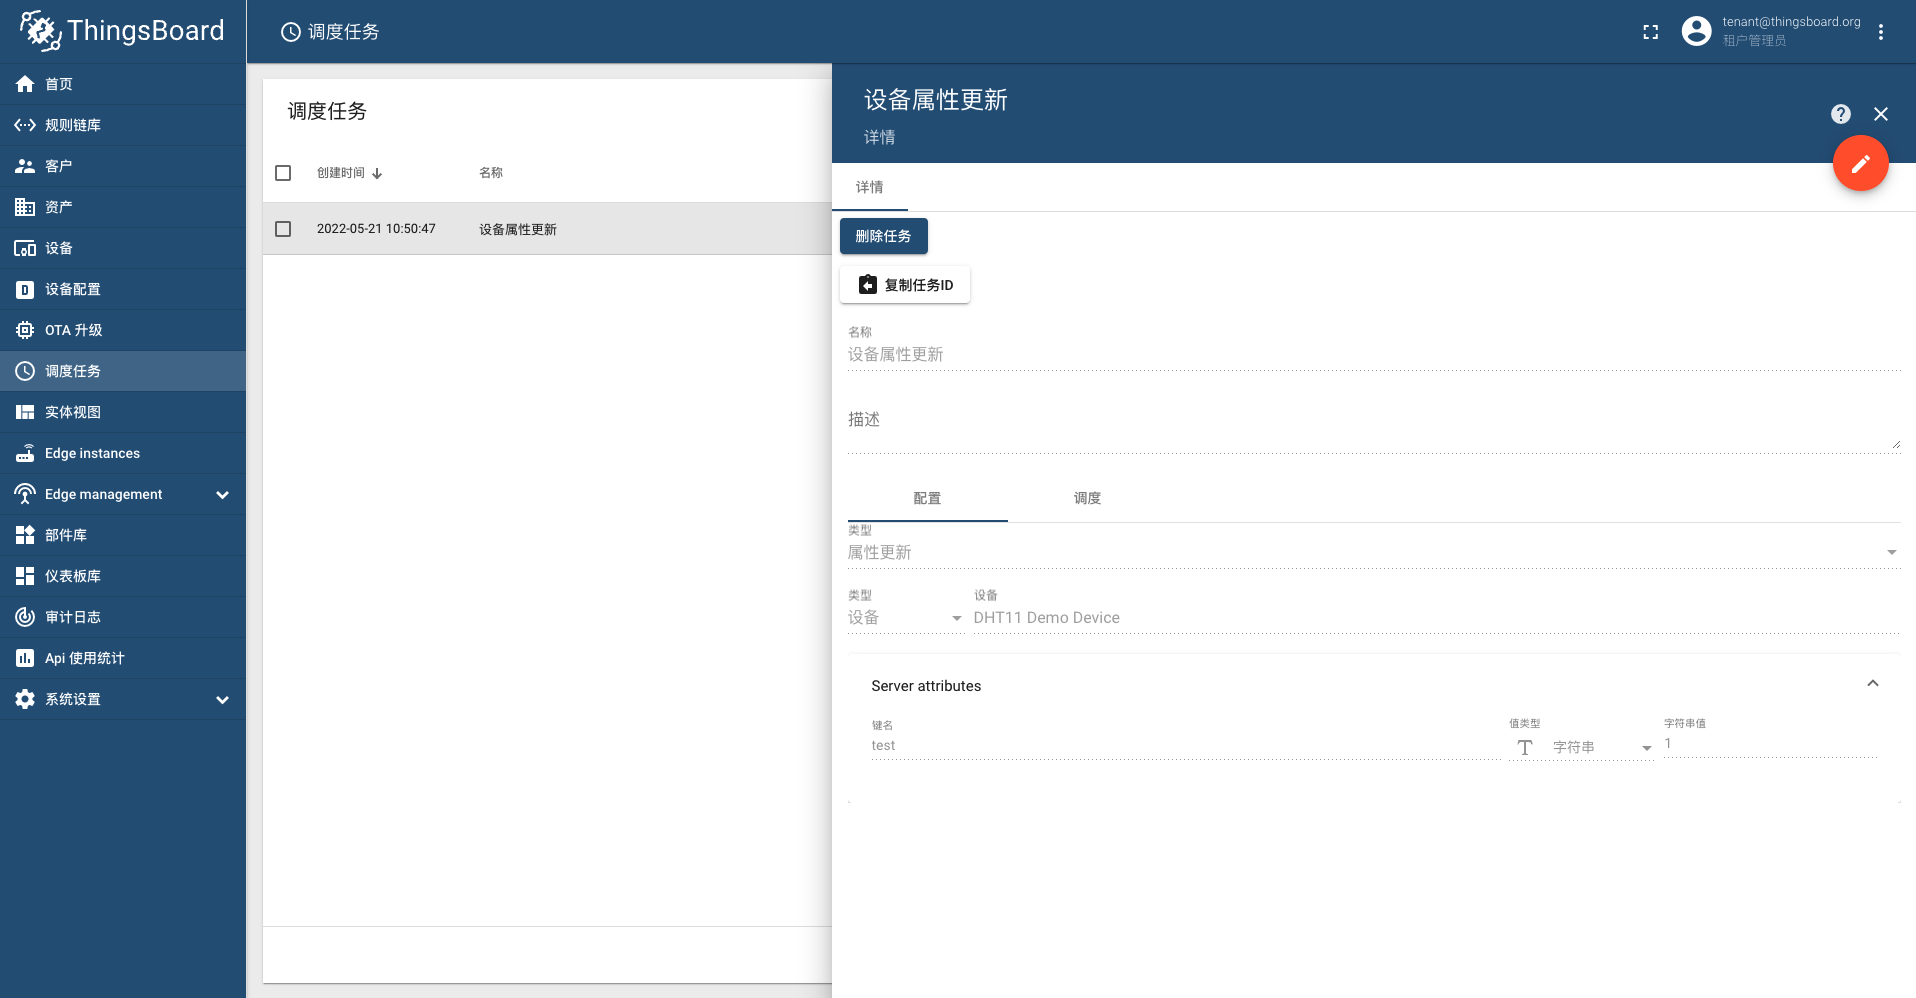 ThingsBoard
调度任务
tenant@thingsboard.org
租户管理员
首页
规则链库
客户
资产
设备
设备配置
OTA 升级
调度任务
实体视图
Edge instances
Edge management
部件库
仪表板库
审计日志
Api 使用统计
系统设置
调度任务
创建时间 名称
2022-05-21 10:50:47 设备属性更新
设备属性更新
详情
详情
删除任务
复制任务ID
名称
设备属性更新
描述
配置 调度
类型
属性更新
类型 设备
设备 DHT11 Demo Device
Server attributes
键名 值类型 字符串值
test 字符串 1